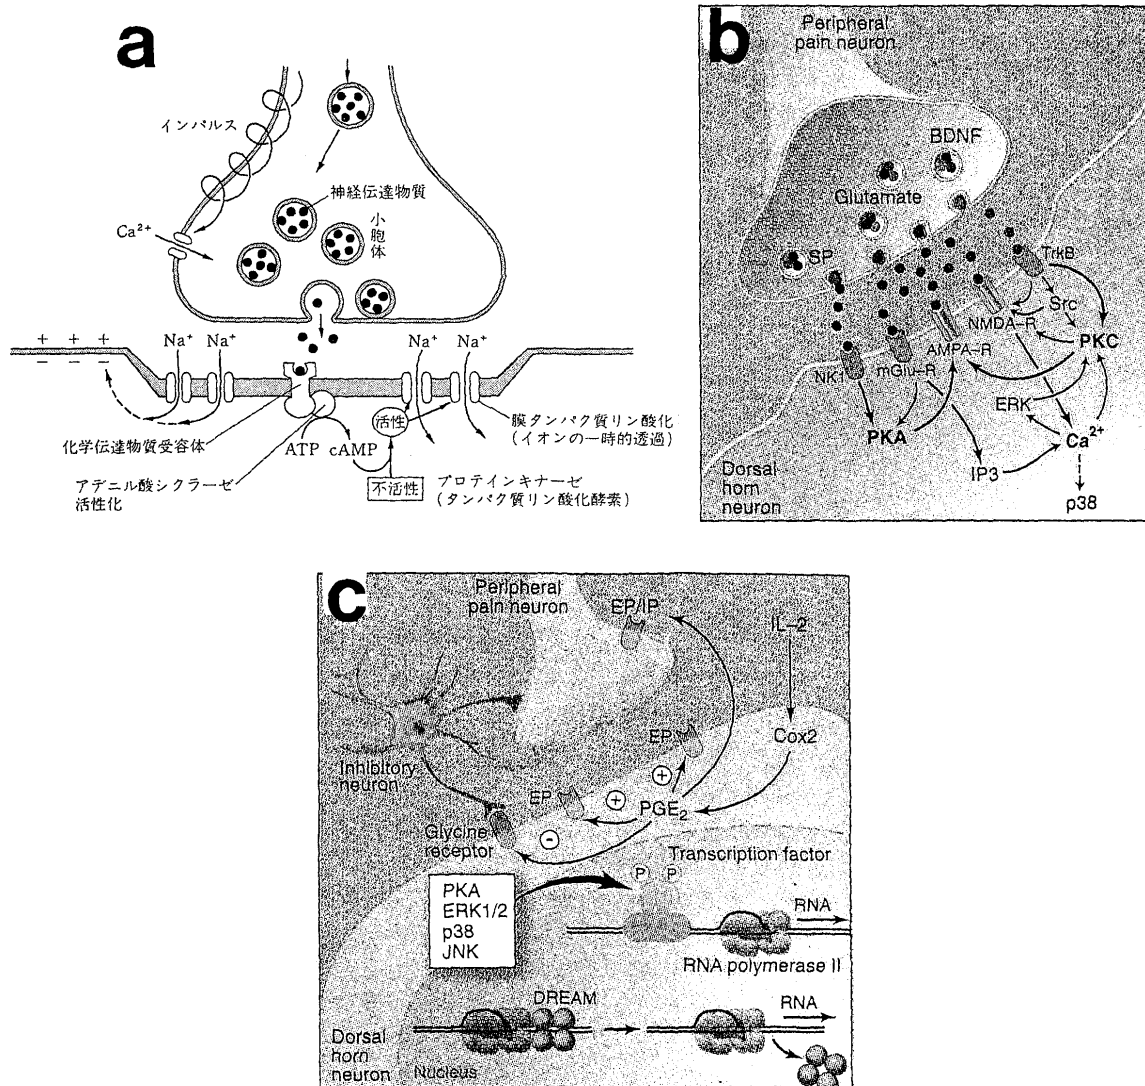 a
インパルス
神経伝達物質
小胞体
Ca²⁺
+ + +
− − −
Na⁺ Na⁺ Na⁺ Na⁺
化学伝達物質受容体
ATP cAMP
活性
膜タンパク質リン酸化
(イオンの一時的透過)
アデニル酸シクラーゼ
活性化
不活性
プロテインキナーゼ
(タンパク質リン酸化酵素)
b
Peripheral
pain neuron
BDNF
Glutamate
SP
TrkB
Src
NMDA-R
PKC
AMPA-R
mGlu-R
NK1
ERK
PKA
Ca²⁺
IP3
p38
Dorsal
horn
neuron
c
Peripheral
pain neuron
EP/IP
IL-2
Cox2
EP
Inhibitory
neuron
EP
+
+
PGE₂
−
Glycine
receptor
Transcription factor
P P
PKA
ERK1/2
p38
JNK
RNA
RNA polymerase II
DREAM
RNA
Dorsal
horn
neuron
Nucleus